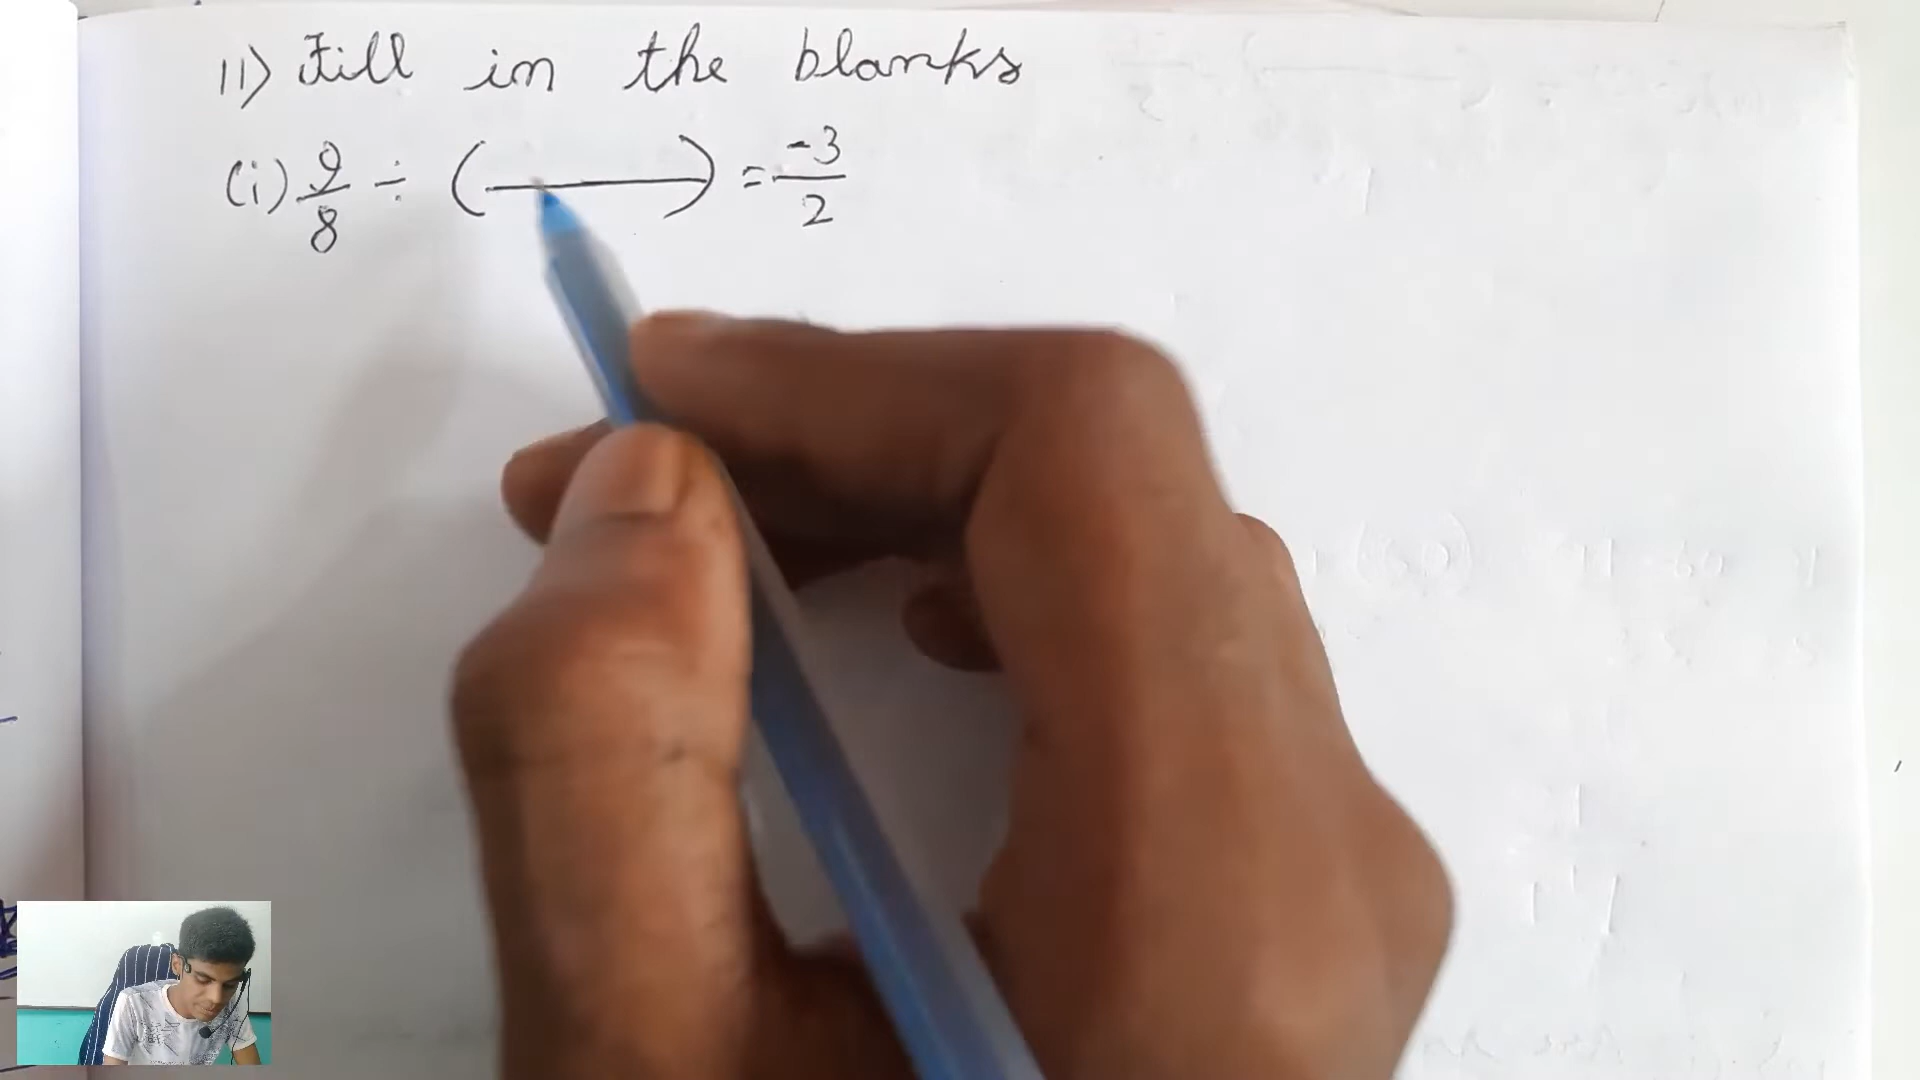 11) Fill in the blanks
(i) 9/8 ÷ (______) = -3/2